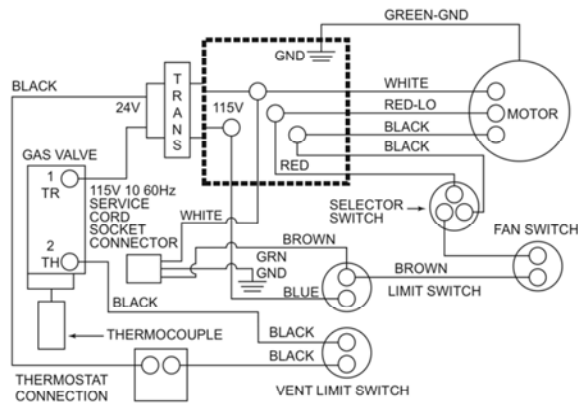 GREEN-GND
GND
BLACK
24V
TRANS
115V
WHITE
RED-LO
MOTOR
BLACK
BLACK
GAS VALVE
1
TR
RED
115V 10 60Hz
SERVICE
CORD
SOCKET
CONNECTOR
WHITE
SELECTOR
SWITCH
FAN SWITCH
BROWN
2
TH
GRN
GND
BROWN
LIMIT SWITCH
BLUE
BLACK
THERMOCOUPLE
BLACK
BLACK
THERMOSTAT
CONNECTION
VENT LIMIT SWITCH